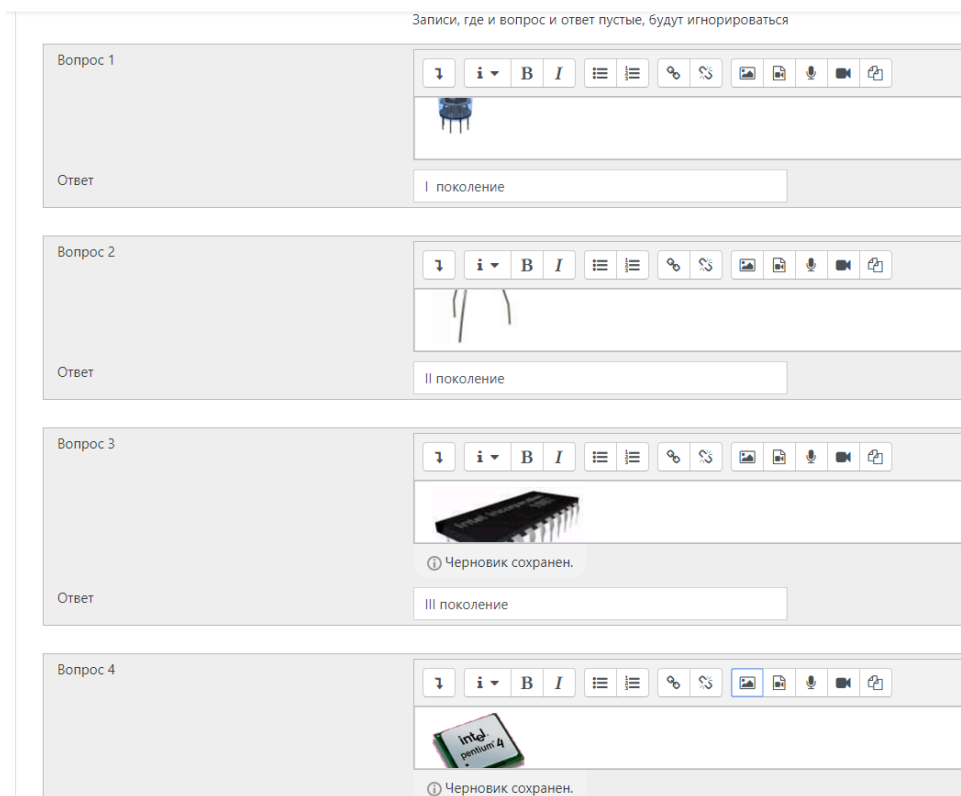 Записи, где и вопрос и ответ пустые, будут игнорироваться
Вопрос 1
i B I
Ответ
I поколение
Вопрос 2
i B I
Ответ
II поколение
Вопрос 3
i B I
intel
Черновик сохранен.
Ответ
III поколение
Вопрос 4
i B I
intel
pentium 4
Черновик сохранен.